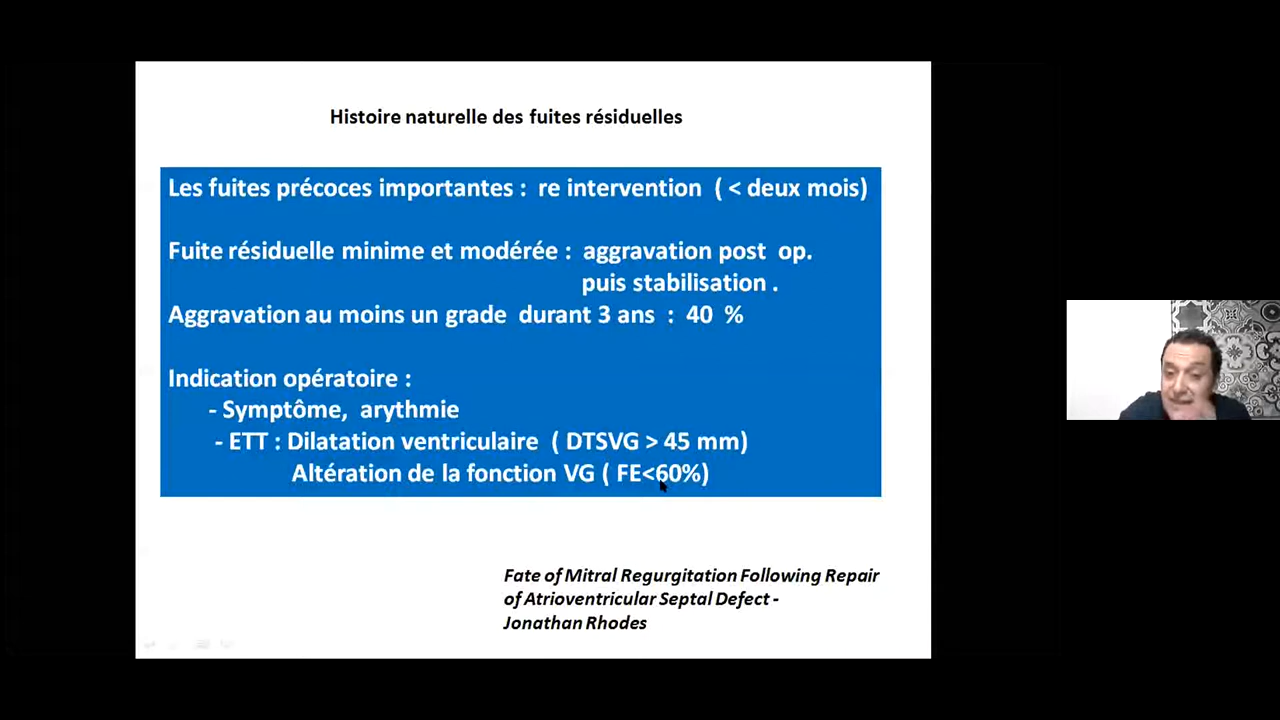 Histoire naturelle des fuites résiduelles
Les fuites précoces importantes : re intervention ( < deux mois)
Fuite résiduelle minime et modérée : aggravation post op.
puis stabilisation .
Aggravation au moins un grade durant 3 ans : 40 %
Indication opératoire :
- Symptôme, arythmie
- ETT : Dilatation ventriculaire ( DTSVG > 45 mm)
Altération de la fonction VG ( FE<60%)
Fate of Mitral Regurgitation Following Repair
of Atrioventricular Septal Defect -
Jonathan Rhodes